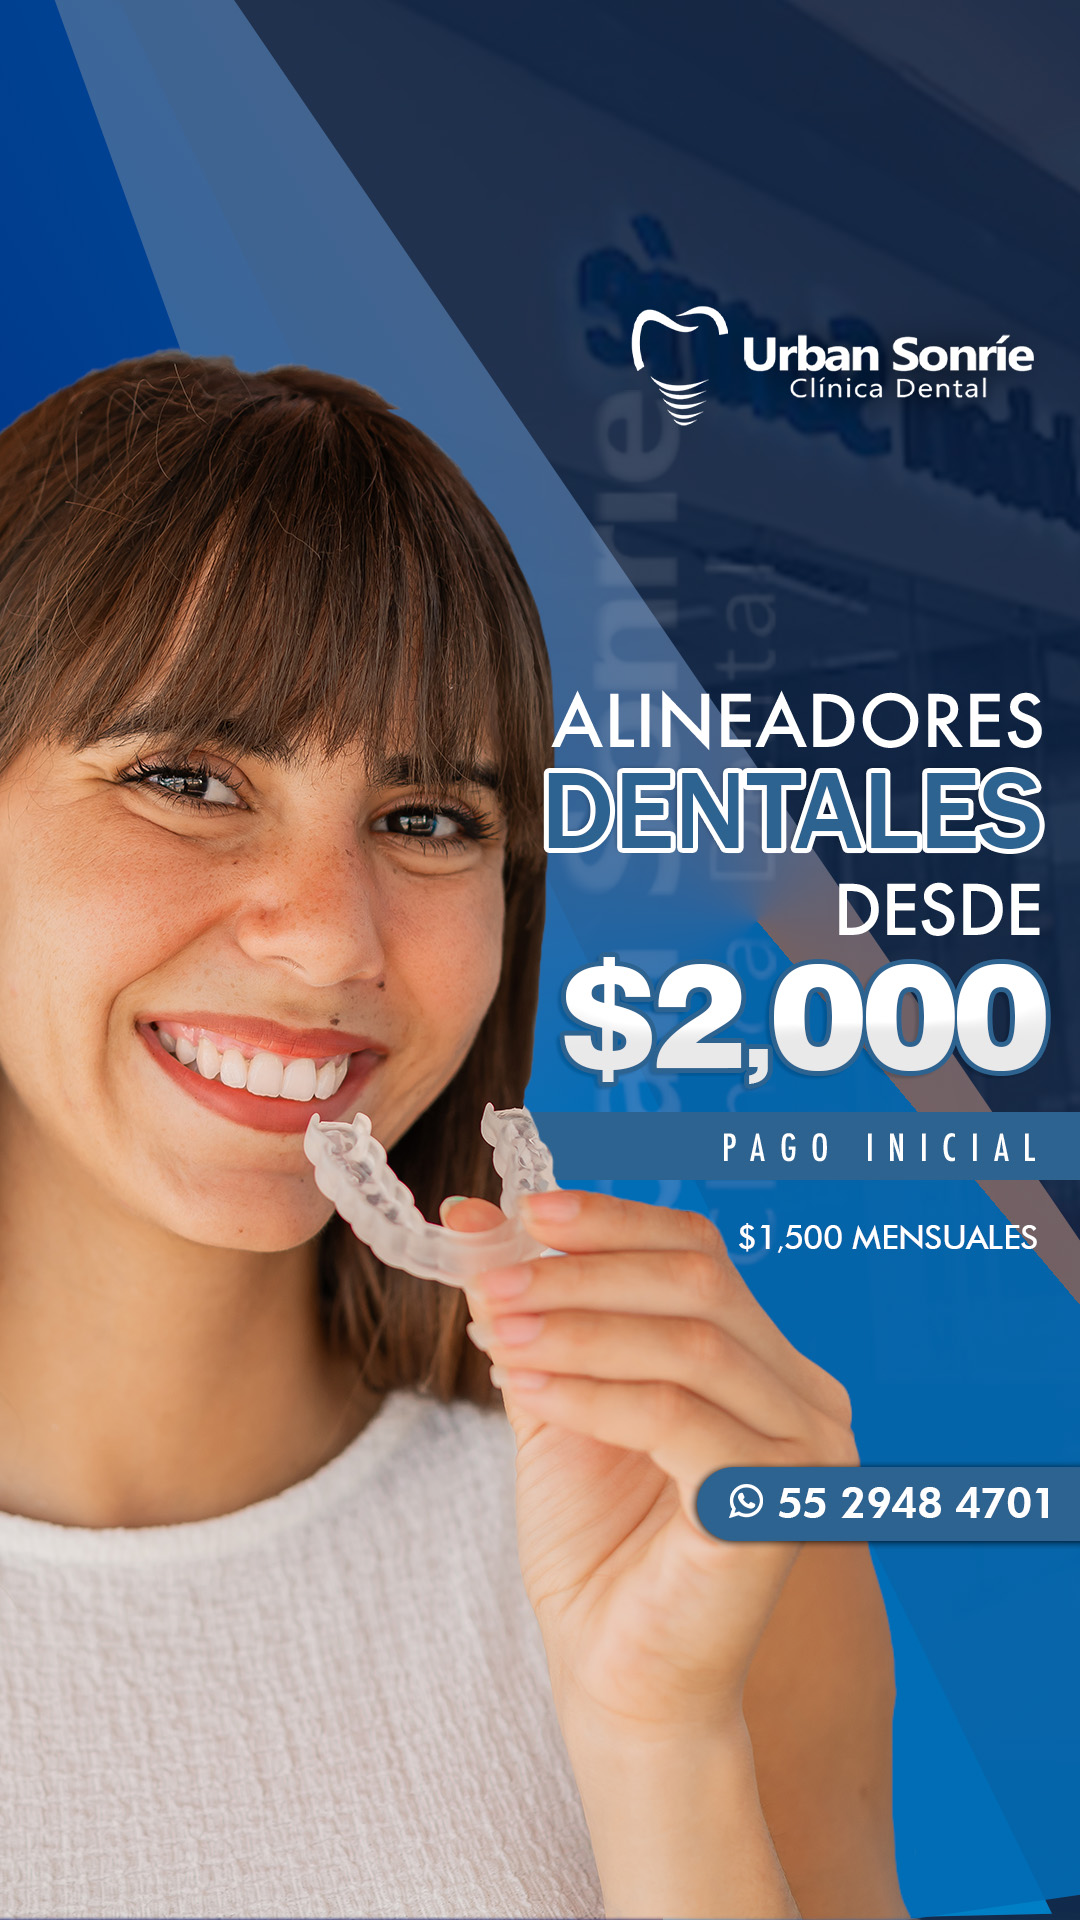 Urban Sonríe
Clínica Dental
ALINEADORES
DENTALES
DESDE
$2,000
PAGO INICIAL
$1,500 MENSUALES
55 2948 4701